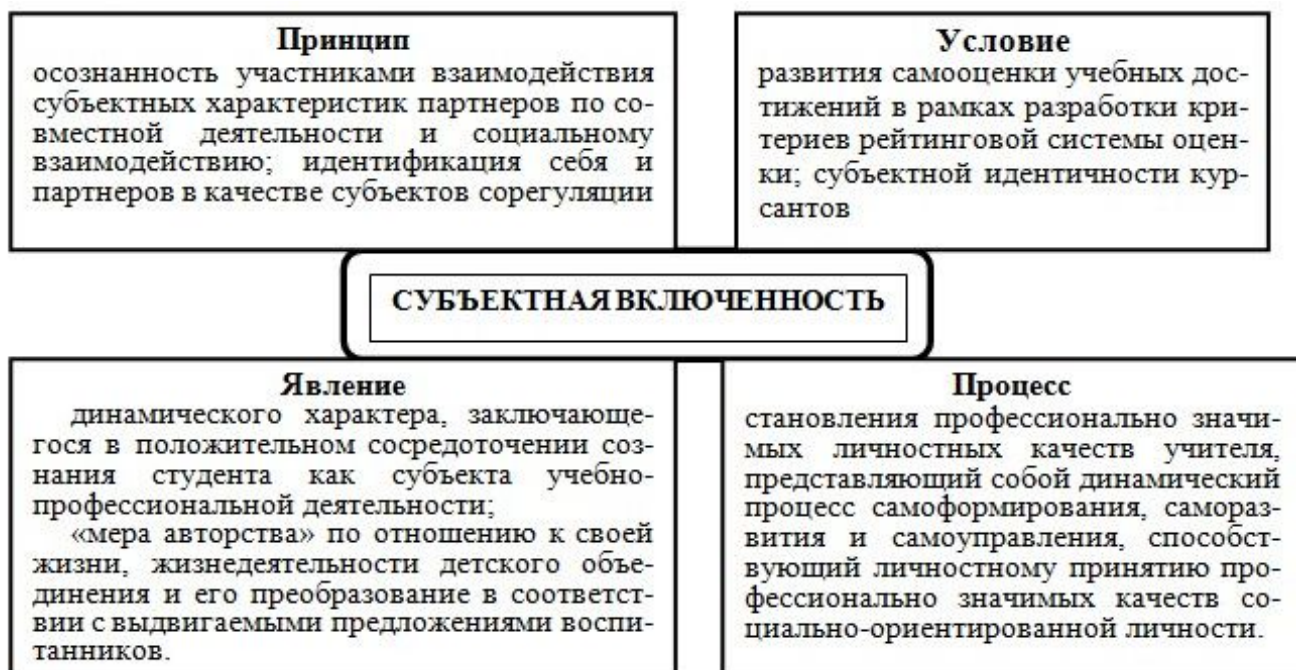 Принцип
осознанность участниками взаимодействия
субъектных характеристик партнеров по со-
вместной деятельности и социальному
взаимодействию; идентификация себя и
партнеров в качестве субъектов сорегуляции
Условие
развития самооценки учебных дос-
тижений в рамках разработки кри-
териев рейтинговой системы оцен-
ки; субъектной идентичности кур-
сантов
СУБЪЕКТНАЯ ВКЛЮЧЕННОСТЬ
Явление
динамического характера, заключающе-
гося в положительном сосредоточении соз-
нания студента как субъекта учебно-
профессиональной деятельности;
«мера авторства» по отношению к своей
жизни, жизнедеятельности детского объе-
динения и его преобразование в соответст-
вии с выдвигаемыми предложениями воспи-
танников.
Процесс
становления профессионально значи-
мых личностных качеств учителя,
представляющий собой динамический
процесс самоформирования, самораз-
вития и самоуправления, способст-
вующий личностному принятию про-
фессионально значимых качеств со-
циально-ориентированной личности.